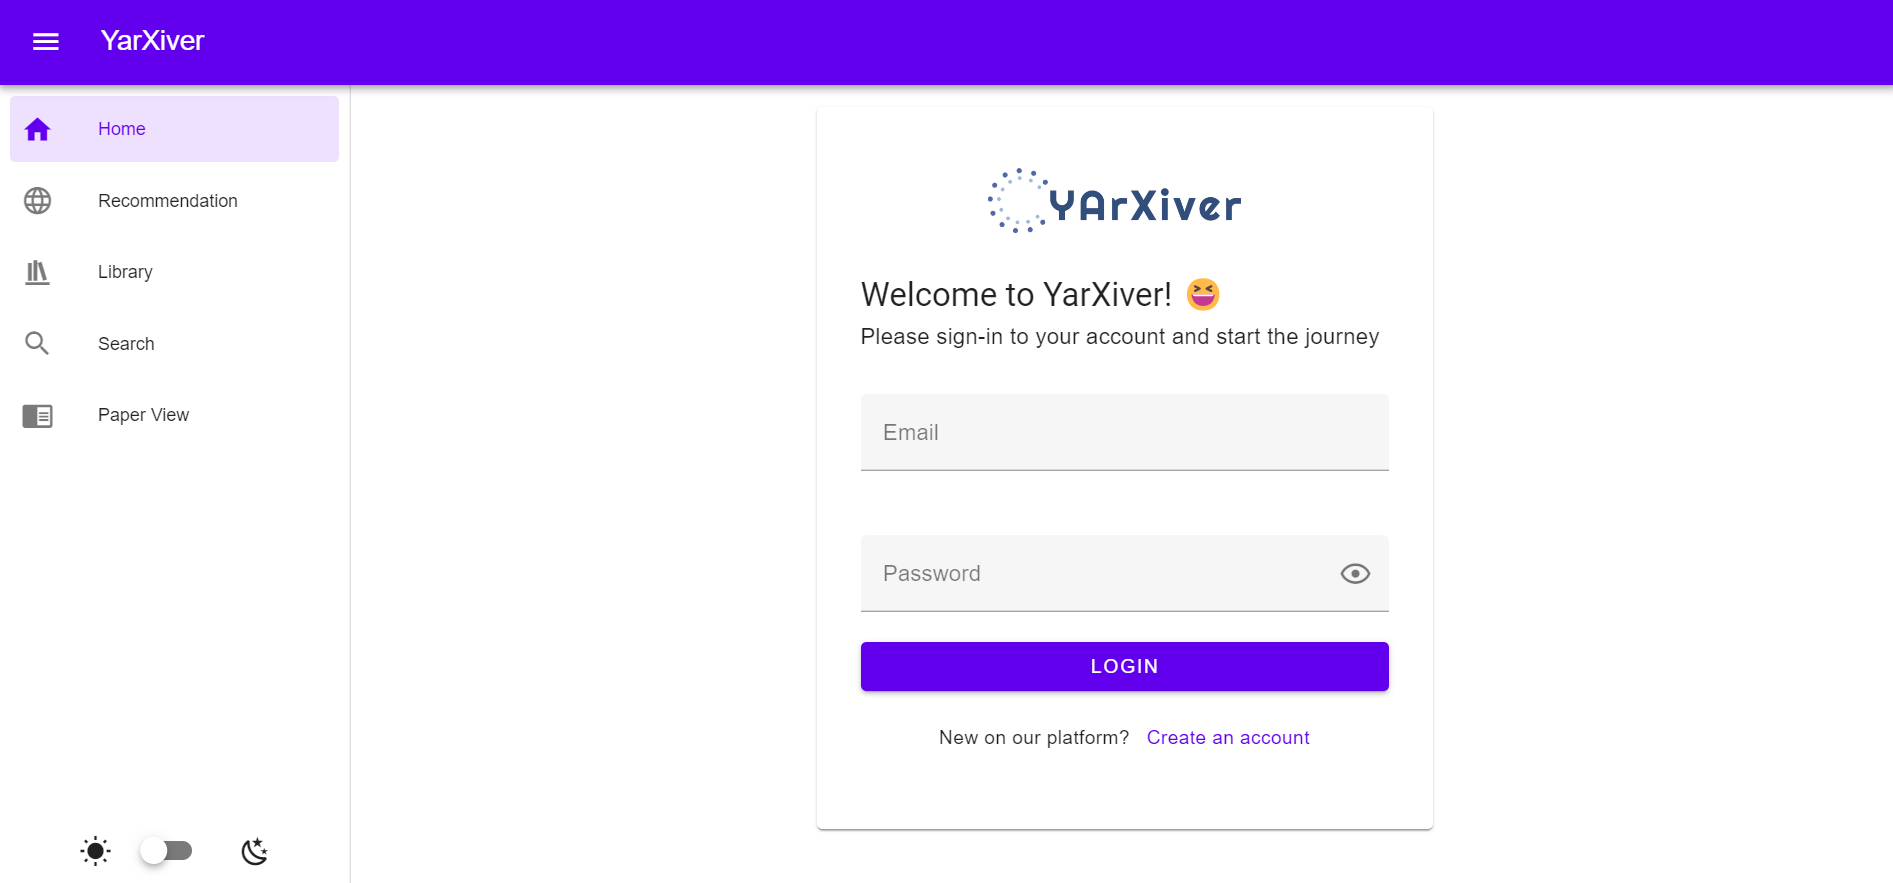 YarXiver
Home
Recommendation
Library
Search
Paper View
YArXiver
Welcome to YarXiver! 😆
Please sign-in to your account and start the journey
Email
Password
LOGIN
New on our platform? Create an account